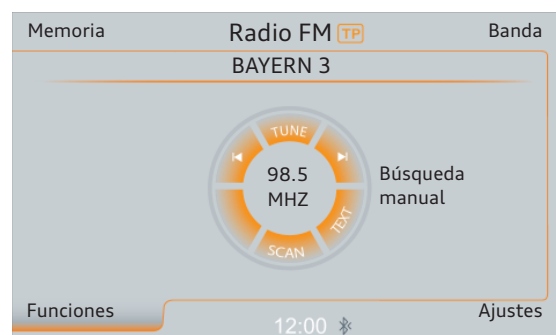 Memoria
Radio FM TP
Banda
BAYERN 3
TUNE
98.5
MHZ
TEXT
SCAN
Búsqueda
manual
Funciones
12:00
Ajustes